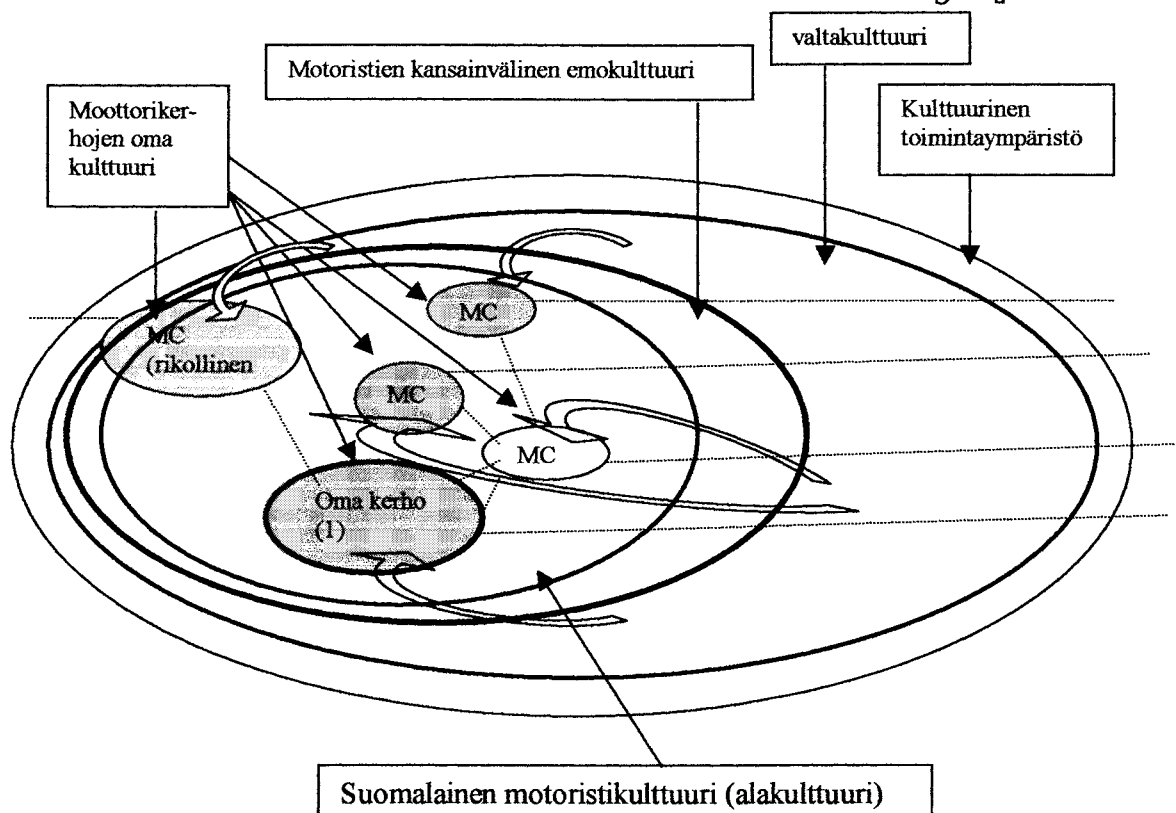 valtakulttuuri
Motoristien kansainvälinen emokulttuuri
Moottoriker-
hojen oma
kulttuuri
Kulttuurinen
toimintaympäristö
MC
MC
(rikollinen
MC
MC
Oma kerho
(1)
Suomalainen motoristikulttuuri (alakulttuuri)